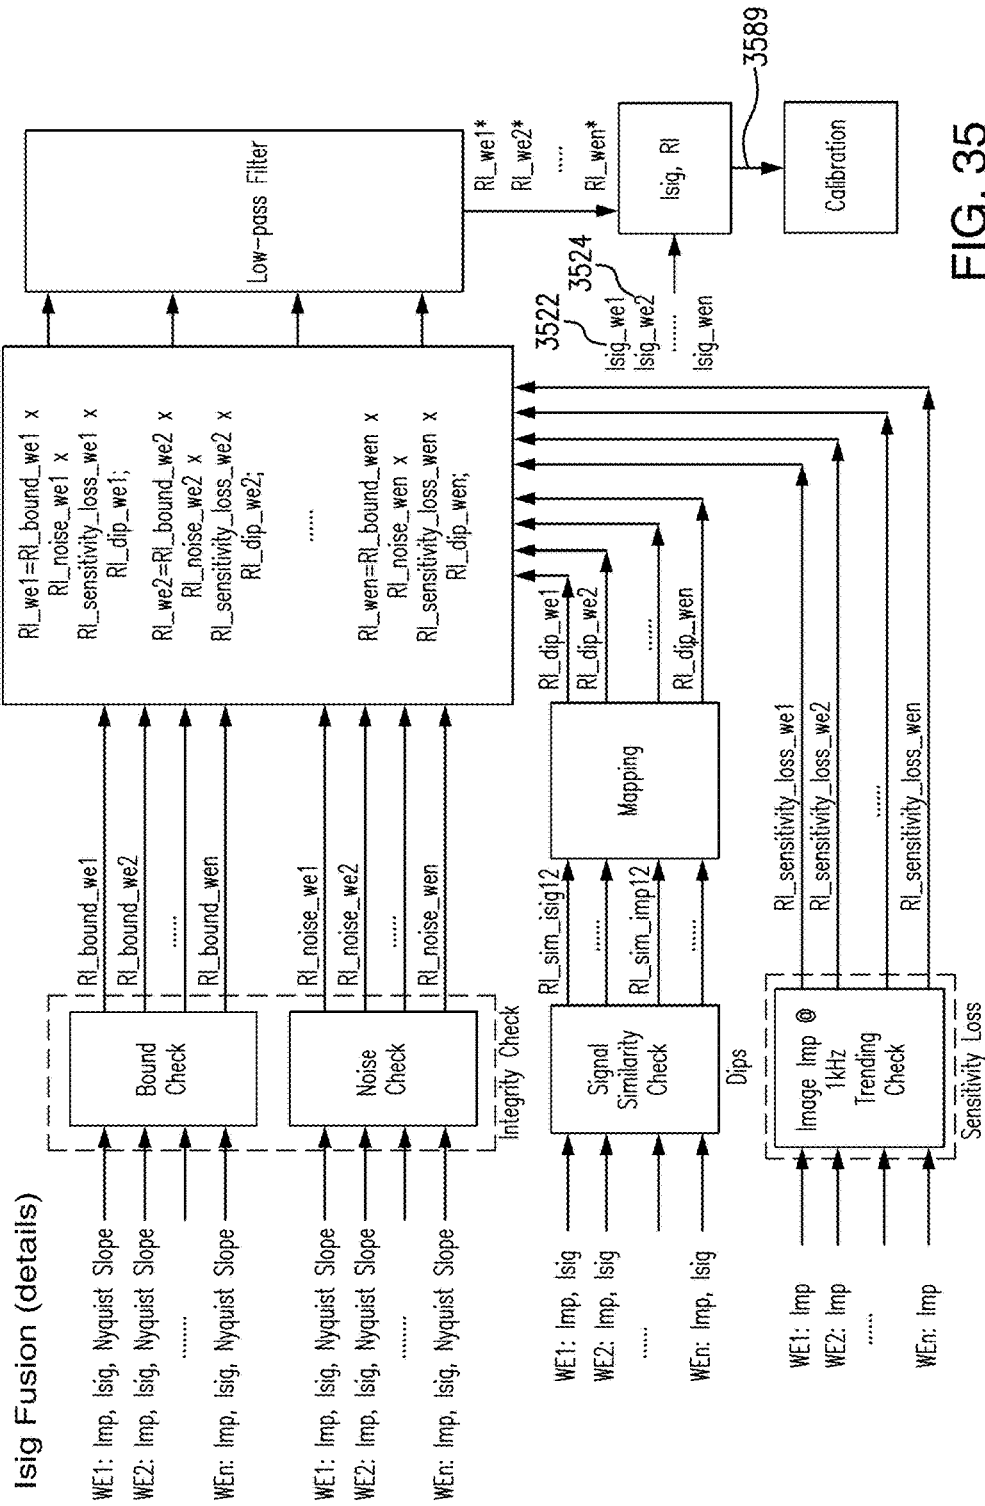 Isig Fusion (details)
WE1: Imp, Isig, Nyquist Slope
WE2: Imp, Isig, Nyquist Slope
........
WEn: Imp, Isig, Nyquist Slope
WE1: Imp, Isig, Nyquist Slope
WE2: Imp, Isig, Nyquist Slope
........
WEn: Imp, Isig, Nyquist Slope
WE1: Imp, Isig
WE2: Imp, Isig
......
WEn: Imp, Isig
WE1: Imp
WE2: Imp
......
WEn: Imp
Bound
Check
Noise
Check
Integrity Check
Signal
Similarity
Check
Dips
Image Imp @
1kHz
Trending
Check
Sensitivity Loss
RI_bound_we1
RI_bound_we2
......
RI_bound_wen
RI_noise_we1
RI_noise_we2
......
RI_noise_wen
RI_sim_isig12
......
RI_sim_imp12
......
Mapping
RI_dip_we1
RI_dip_we2
......
RI_dip_wen
RI_sensitivity_loss_we1
RI_sensitivity_loss_we2
......
RI_sensitivity_loss_wen
RI_we1=RI_bound_we1 x
RI_noise_we1 x
RI_sensitivity_loss_we1 x
RI_dip_we1;
RI_we2=RI_bound_we2 x
RI_noise_we2 x
RI_sensitivity_loss_we2 x
RI_dip_we2;
......
RI_wen=RI_bound_wen x
RI_noise_wen x
RI_sensitivity_loss_wen x
RI_dip_wen;
Low-pass Filter
RI_we1*
RI_we2*
......
RI_wen*
3522
3524
Isig_we1
Isig_we2
........
Isig_wen
Isig, RI
3589
Calibration
FIG. 35